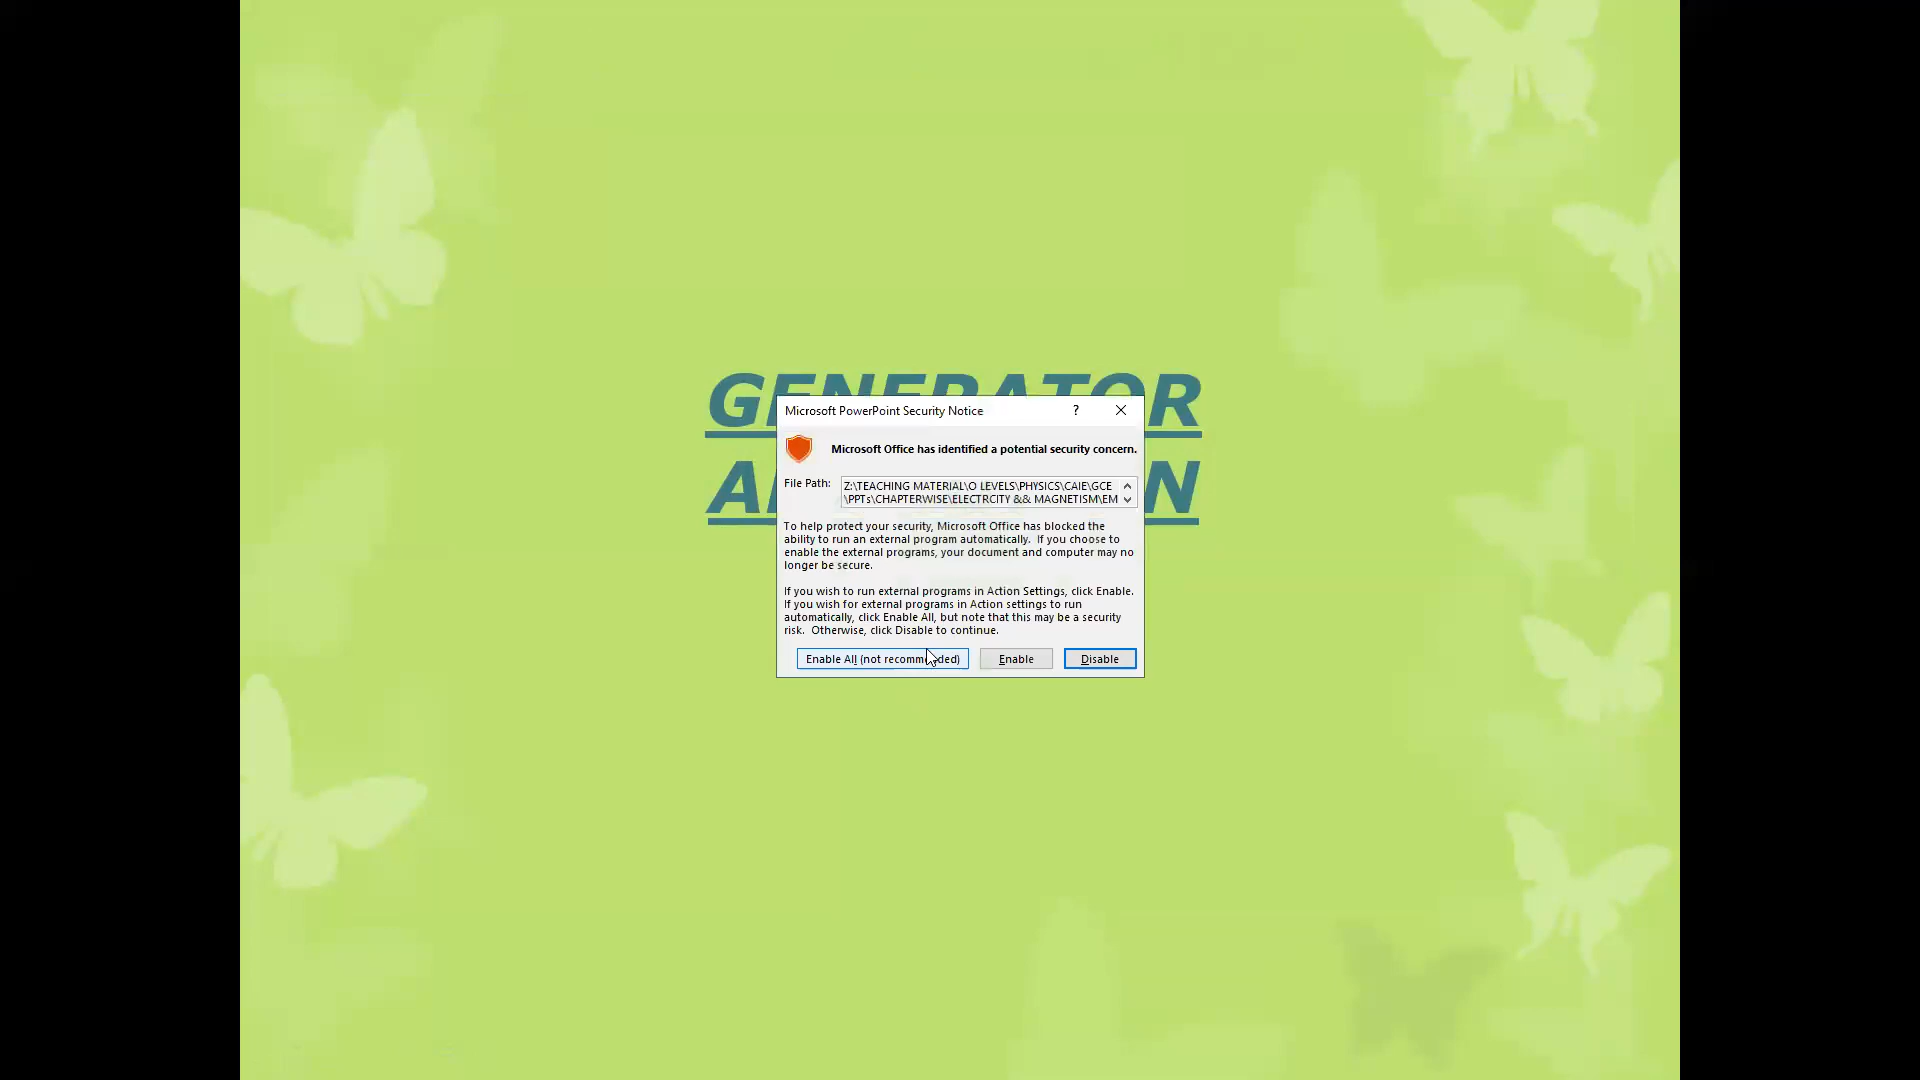 GENERATOR
Microsoft PowerPoint Security Notice
?
Microsoft Office has identified a potential security concern.
File Path:
Z:\TEACHING MATERIAL\O LEVELS\PHYSICS\CAIE\GCE
\PPTs\CHAPTERWISE\ELECTRCITY && MAGNETISM\EM
To help protect your security, Microsoft Office has blocked the
ability to run an external program automatically. If you choose to
enable the external programs, your document and computer may no
longer be secure.
If you wish to run external programs in Action Settings, click Enable.
If you wish for external programs in Action settings to run
automatically, click Enable All, but note that this may be a security
risk. Otherwise, click Disable to continue.
Enable All (not recommended)
Enable
Disable